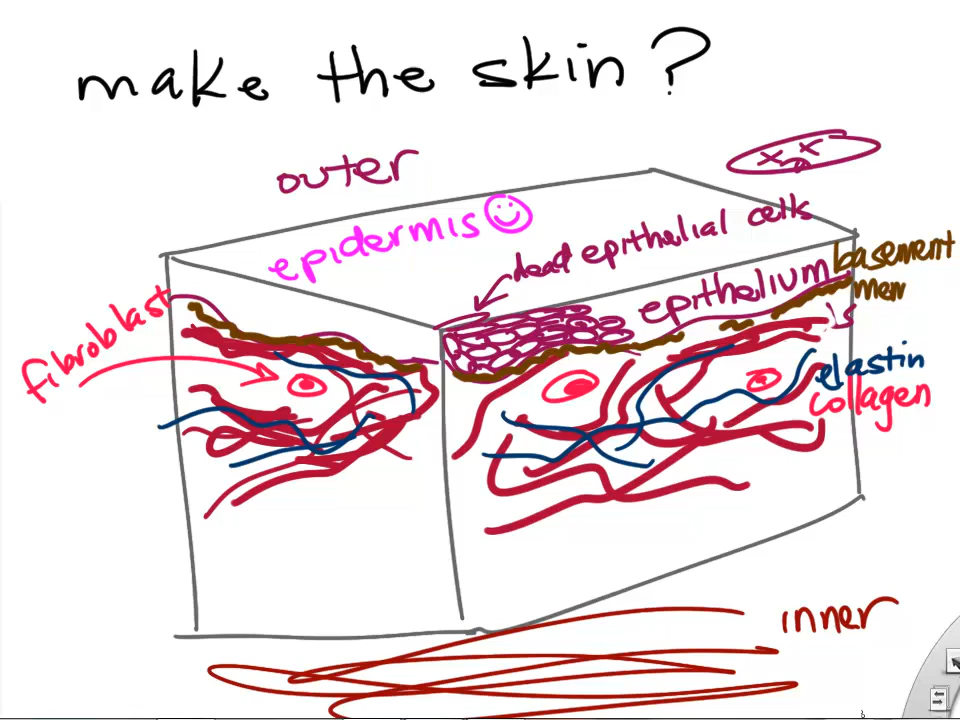 make the skin?
outer
epidermis
dead epithelial cells
epithelium
basement
mem
fibroblast
elastin
collagen
inner